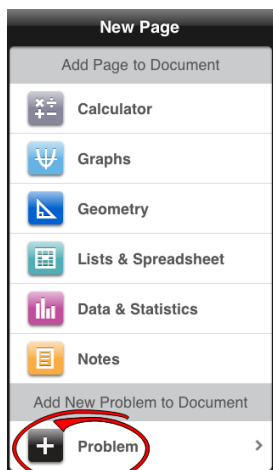 New Page
Add Page to Document
Calculator
Graphs
Geometry
Lists & Spreadsheet
Data & Statistics
Notes
Add New Problem to Document
Problem